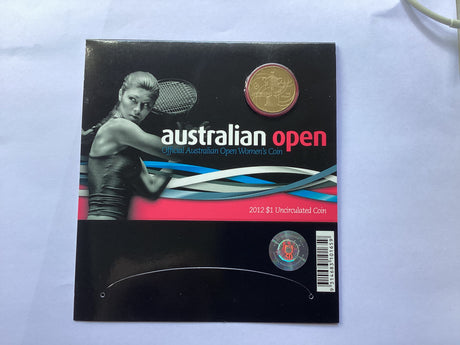 australian open
Official Australian Open Women's Coin
2012 $1 Uncirculated Coin